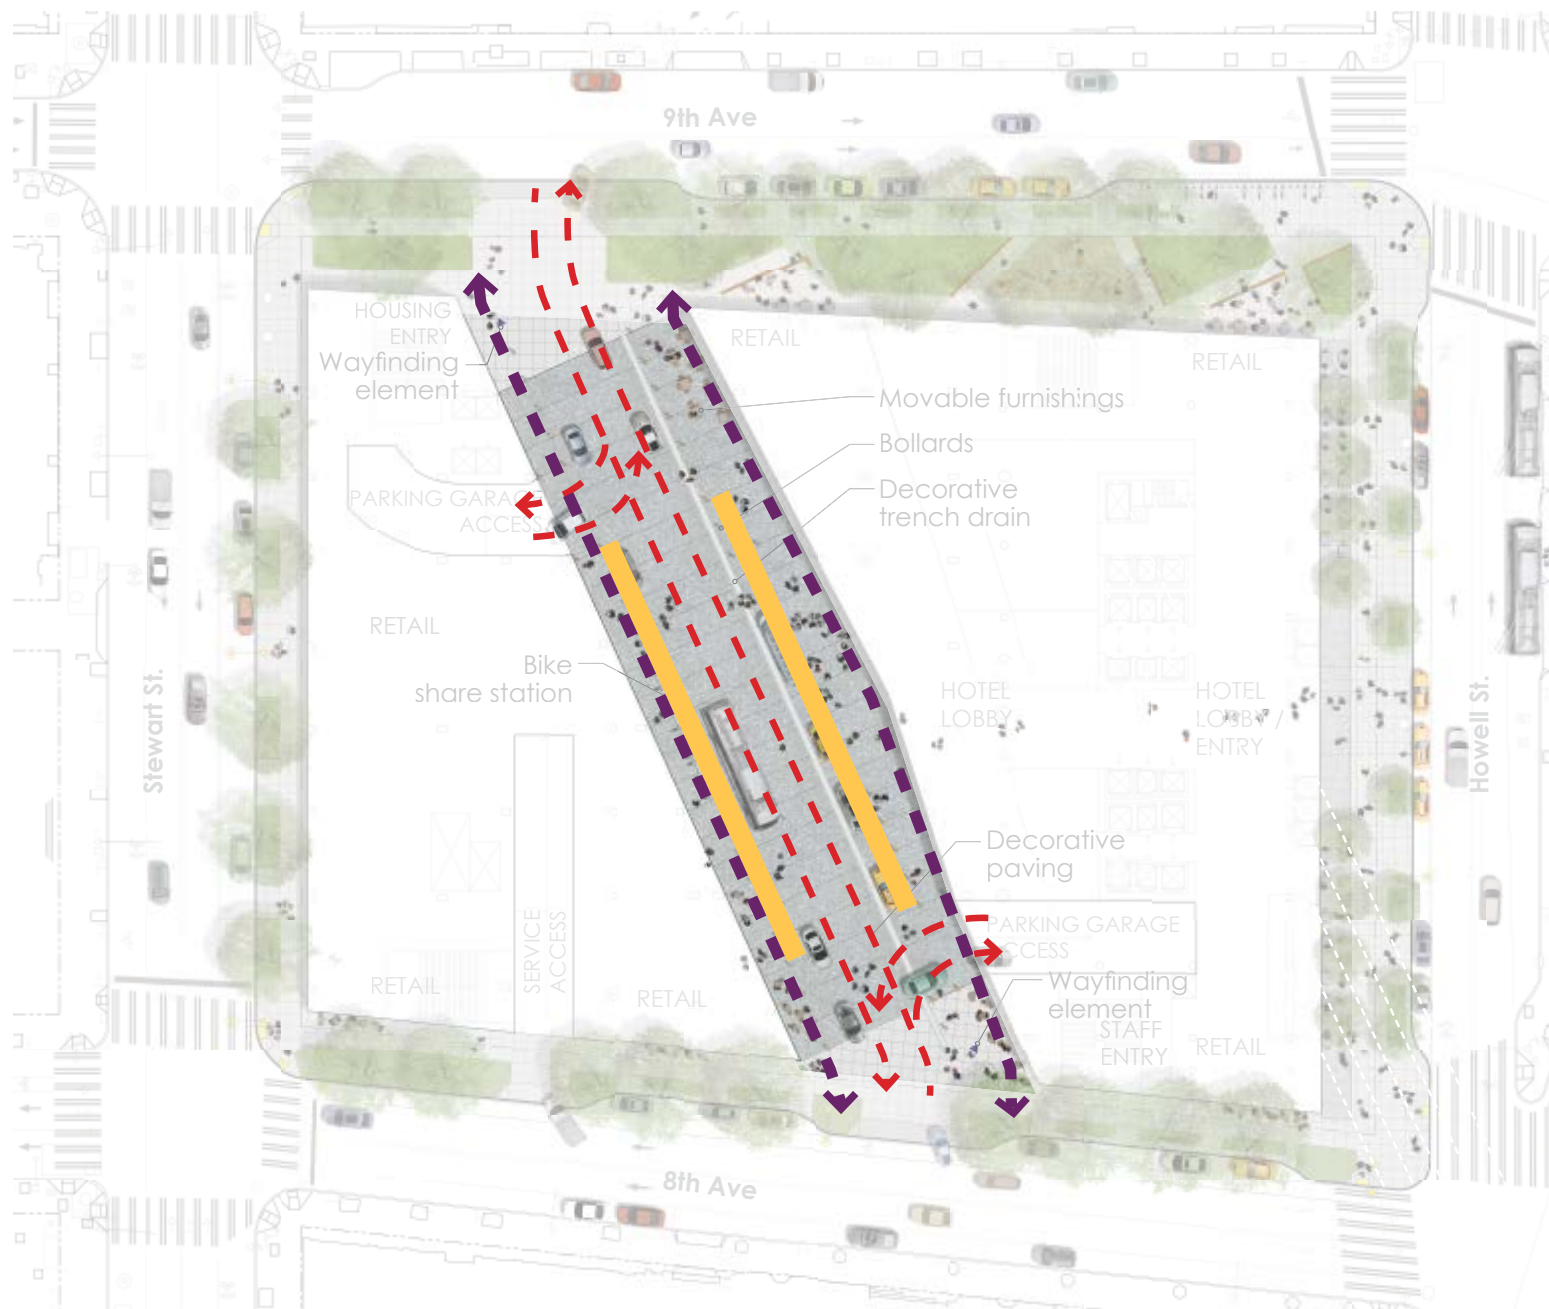 9th Ave
HOUSING
ENTRY
Wayfinding
element
RETAIL
RETAIL
Movable furnishings
Bollards
Decorative
trench drain
PARKING GARAGE
ACCESS
RETAIL
Bike
share station
HOTEL
LOBBY
HOTEL
LOBBY /
ENTRY
Stewart St.
Howell St.
Decorative
paving
SERVICE
ACCESS
PARKING GARAGE
ACCESS
RETAIL
RETAIL
Wayfinding
element
STAFF
ENTRY
RETAIL
8th Ave